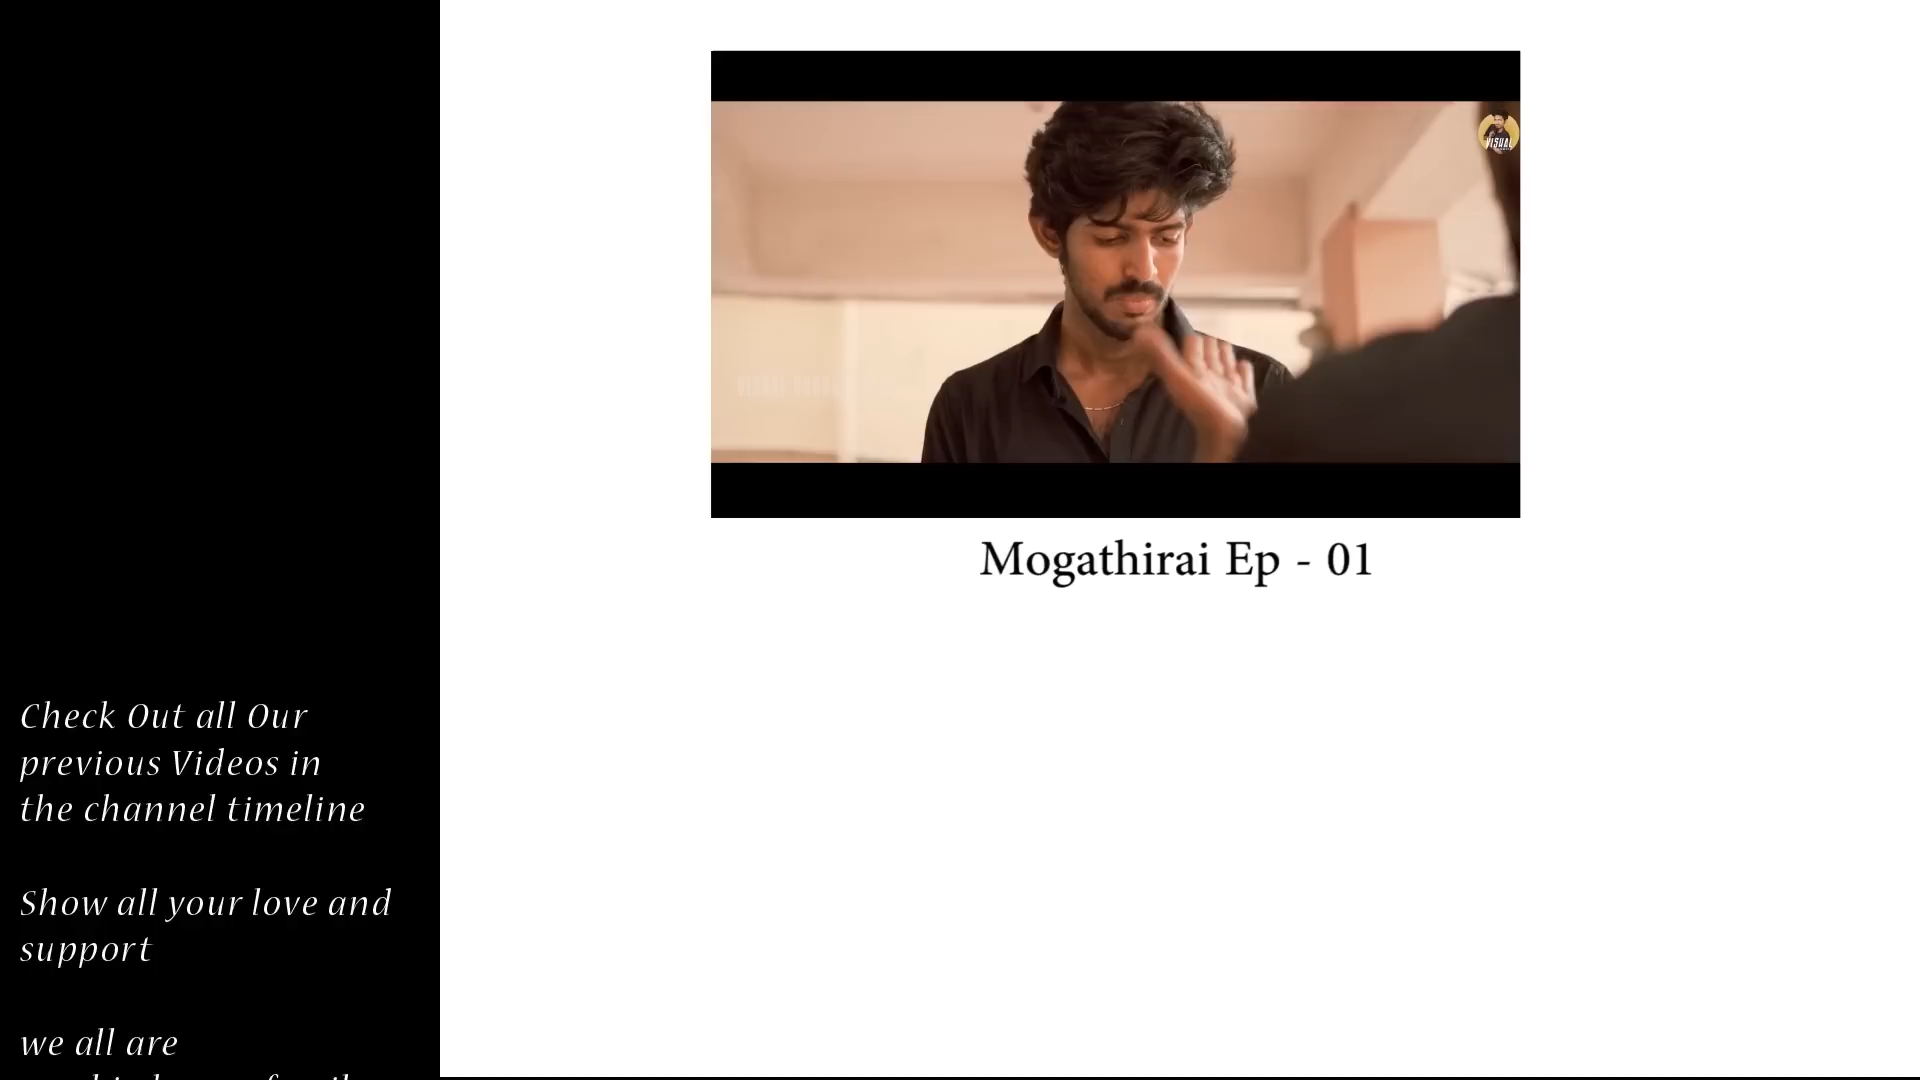 Check Out all Our
previous Videos in
the channel timeline
Show all your love and
support
we all are
VISUAL
Mogathirai Ep - 01